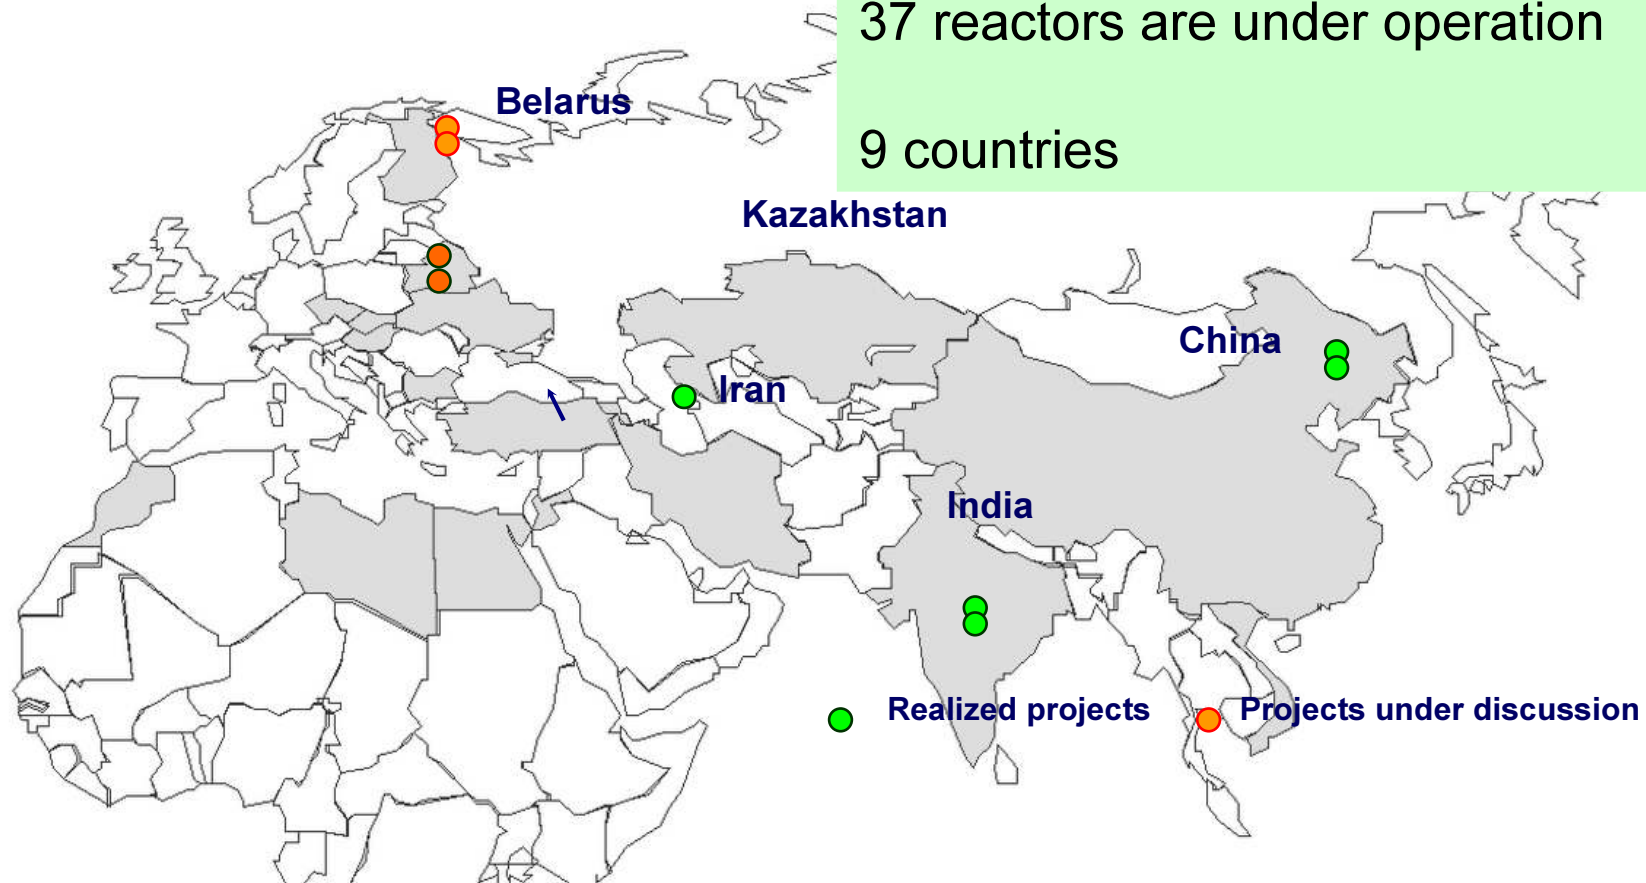 37 reactors are under operation
9 countries
Belarus
Kazakhstan
China
Iran
India
Realized projects
Projects under discussion